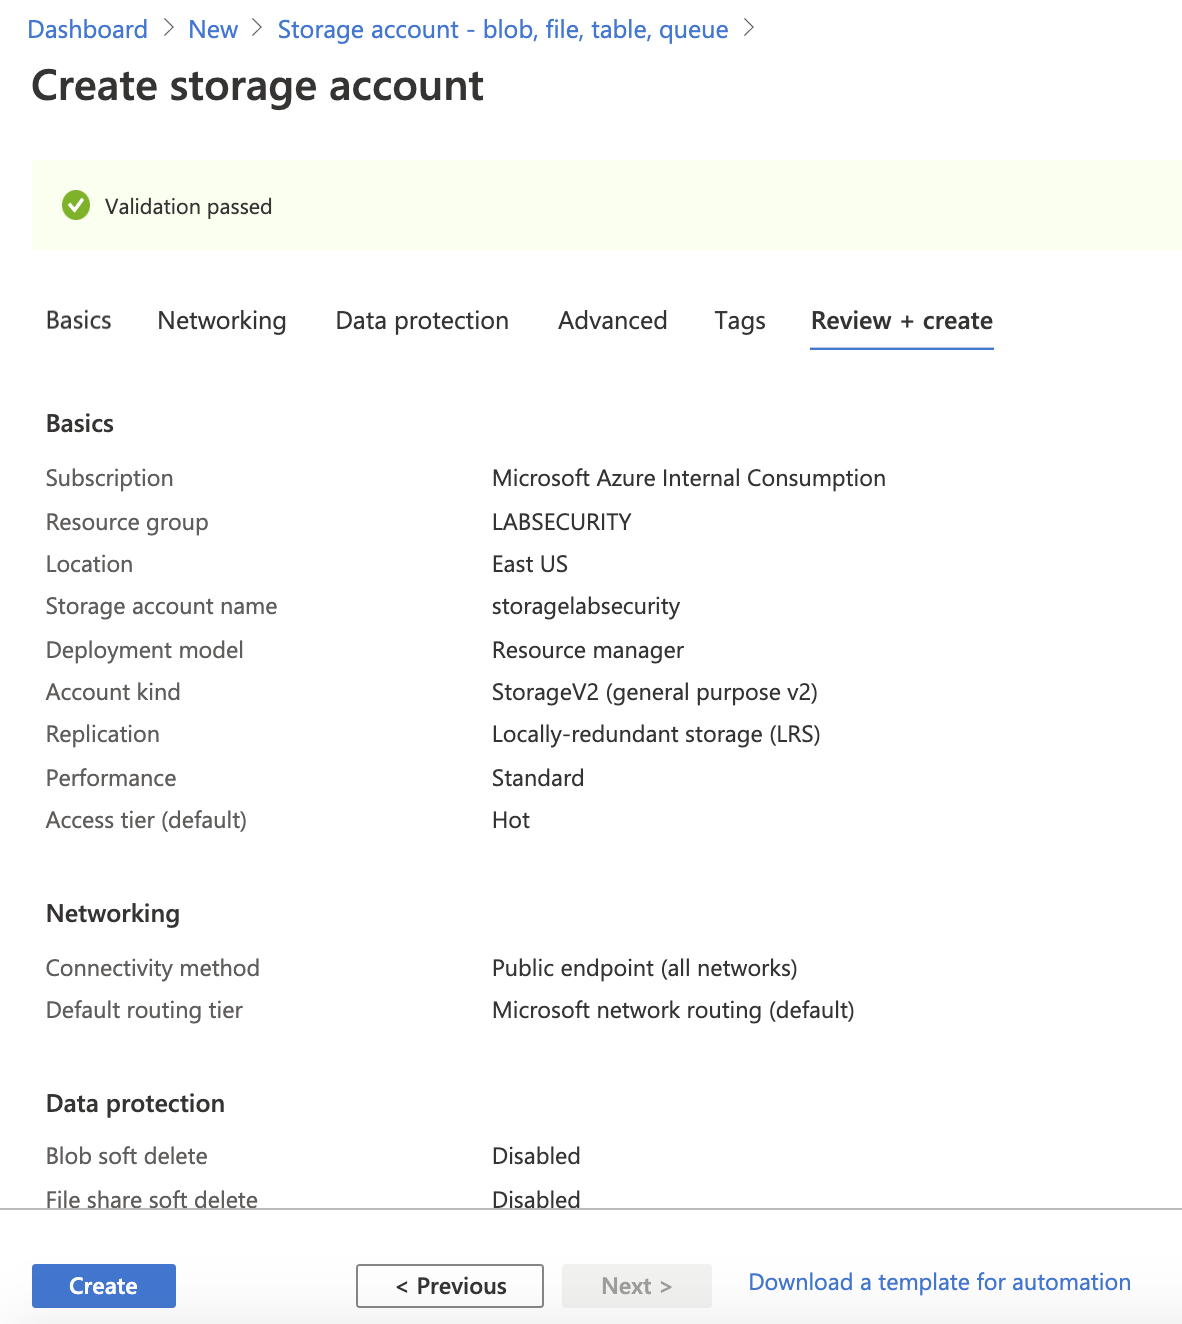 Dashboard > New > Storage account - blob, file, table, queue >
Create storage account
Validation passed
Basics Networking Data protection Advanced Tags Review + create
Basics
Subscription Microsoft Azure Internal Consumption
Resource group LABSECURITY
Location East US
Storage account name storagelabsecurity
Deployment model Resource manager
Account kind StorageV2 (general purpose v2)
Replication Locally-redundant storage (LRS)
Performance Standard
Access tier (default) Hot
Networking
Connectivity method Public endpoint (all networks)
Default routing tier Microsoft network routing (default)
Data protection
Blob soft delete Disabled
File share soft delete Disabled
Create < Previous Next > Download a template for automation